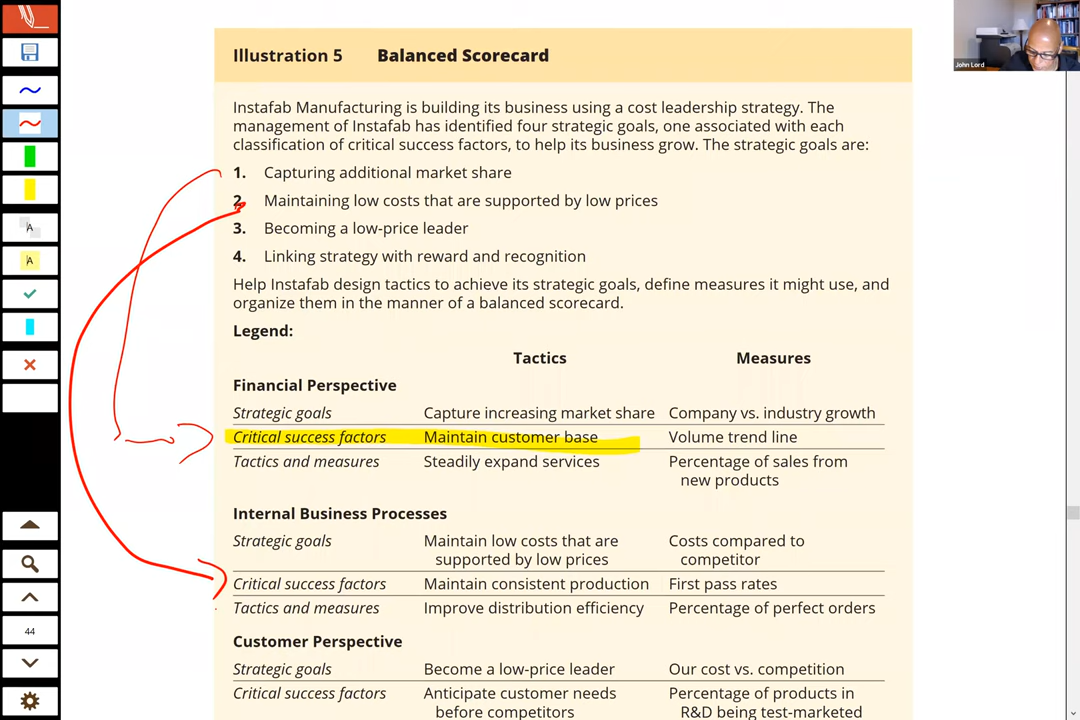 John Lord
Illustration 5 Balanced Scorecard
Instafab Manufacturing is building its business using a cost leadership strategy. The
management of Instafab has identified four strategic goals, one associated with each
classification of critical success factors, to help its business grow. The strategic goals are:
1. Capturing additional market share
2. Maintaining low costs that are supported by low prices
3. Becoming a low-price leader
4. Linking strategy with reward and recognition
Help Instafab design tactics to achieve its strategic goals, define measures it might use, and
organize them in the manner of a balanced scorecard.
Legend:
Tactics Measures
Financial Perspective
Strategic goals Capture increasing market share Company vs. industry growth
Critical success factors Maintain customer base Volume trend line
Tactics and measures Steadily expand services Percentage of sales from
new products
Internal Business Processes
Strategic goals Maintain low costs that are Costs compared to
supported by low prices competitor
Critical success factors Maintain consistent production First pass rates
Tactics and measures Improve distribution efficiency Percentage of perfect orders
Customer Perspective
Strategic goals Become a low-price leader Our cost vs. competition
Critical success factors Anticipate customer needs Percentage of products in
before competitors R&D being test-marketed
A
A
44